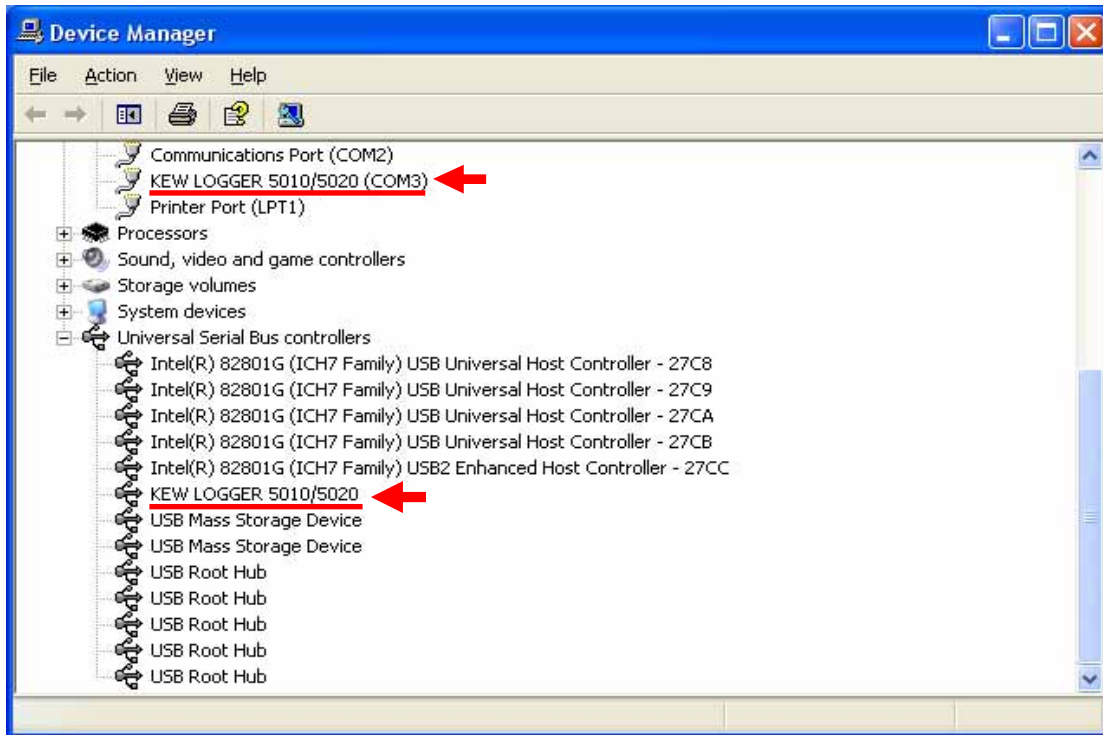 Device Manager
File Action View Help
Communications Port (COM2)
KEW LOGGER 5010/5020 (COM3)
Printer Port (LPT1)
Processors
Sound, video and game controllers
Storage volumes
System devices
Universal Serial Bus controllers
Intel(R) 82801G (ICH7 Family) USB Universal Host Controller - 27C8
Intel(R) 82801G (ICH7 Family) USB Universal Host Controller - 27C9
Intel(R) 82801G (ICH7 Family) USB Universal Host Controller - 27CA
Intel(R) 82801G (ICH7 Family) USB Universal Host Controller - 27CB
Intel(R) 82801G (ICH7 Family) USB2 Enhanced Host Controller - 27CC
KEW LOGGER 5010/5020
USB Mass Storage Device
USB Mass Storage Device
USB Root Hub
USB Root Hub
USB Root Hub
USB Root Hub
USB Root Hub